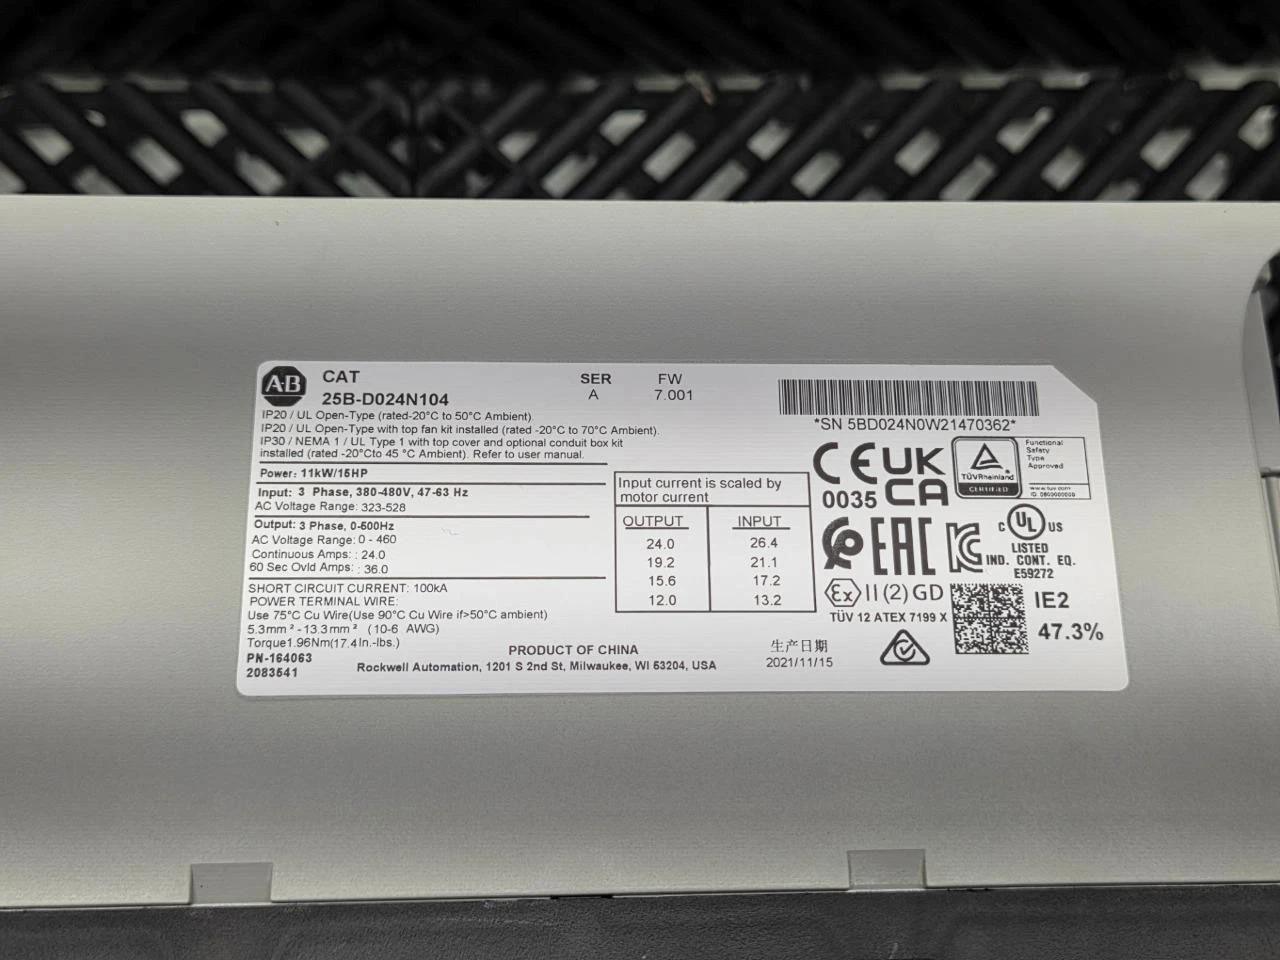 A-B
CAT
25B-D024N104
SER
A
FW
7.001
*SN 5BD024N0W21470362*
IP20 / UL Open-Type (rated-20°C to 50°C Ambient).
IP20 / UL Open-Type with top fan kit installed (rated -20°C to 70°C Ambient).
IP30 / NEMA 1 / UL Type 1 with top cover and optional conduit box kit
installed (rated -20°Cto 45 °C Ambient). Refer to user manual.
Power: 11kW/15HP
Input: 3 Phase, 380-480V, 47-63 Hz
AC Voltage Range: 323-528
Output: 3 Phase, 0-500Hz
AC Voltage Range: 0 - 460
Continuous Amps: : 24.0
60 Sec Ovld Amps: : 36.0
SHORT CIRCUIT CURRENT: 100kA
POWER TERMINAL WIRE:
Use 75°C Cu Wire(Use 90°C Cu Wire if>50°C ambient)
5.3mm² -13.3mm² (10-6 AWG)
Torque1.96Nm(17.4In.-lbs.)
PN-164063
2083541
Input current is scaled by
motor current
OUTPUT INPUT
24.0 26.4
19.2 21.1
15.6 17.2
12.0 13.2
PRODUCT OF CHINA
Rockwell Automation, 1201 S 2nd St, Milwaukee, WI 53204, USA
生产日期
2021/11/15
CE
0035
UK
CA
TÜVRheinland
CERTIFIED
Functional
Safety
Type
Approved
www.tuv.com
EAC
C UL US
LISTED
IND. CONT. EQ.
E59272
Ex II (2) GD
TÜV 12 ATEX 7199 X
IE2
47.3%